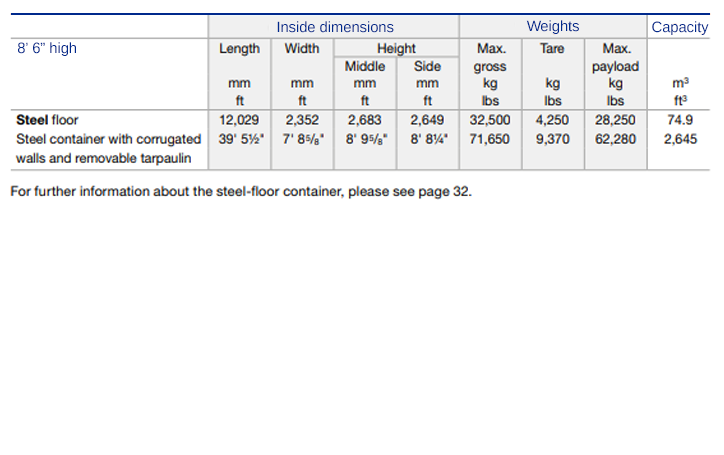 Inside dimensions Weights Capacity
8' 6” high Length Width Height Max. Tare Max.
Middle Side gross payload
mm mm mm mm kg kg kg m³
ft ft ft ft lbs lbs lbs ft³
Steel floor 12,029 2,352 2,683 2,649 32,500 4,250 28,250 74.9
Steel container with corrugated 39' 5½" 7' 8⅝" 8' 9⅝" 8' 8¼" 71,650 9,370 62,280 2,645
walls and removable tarpaulin
For further information about the steel-floor container, please see page 32.